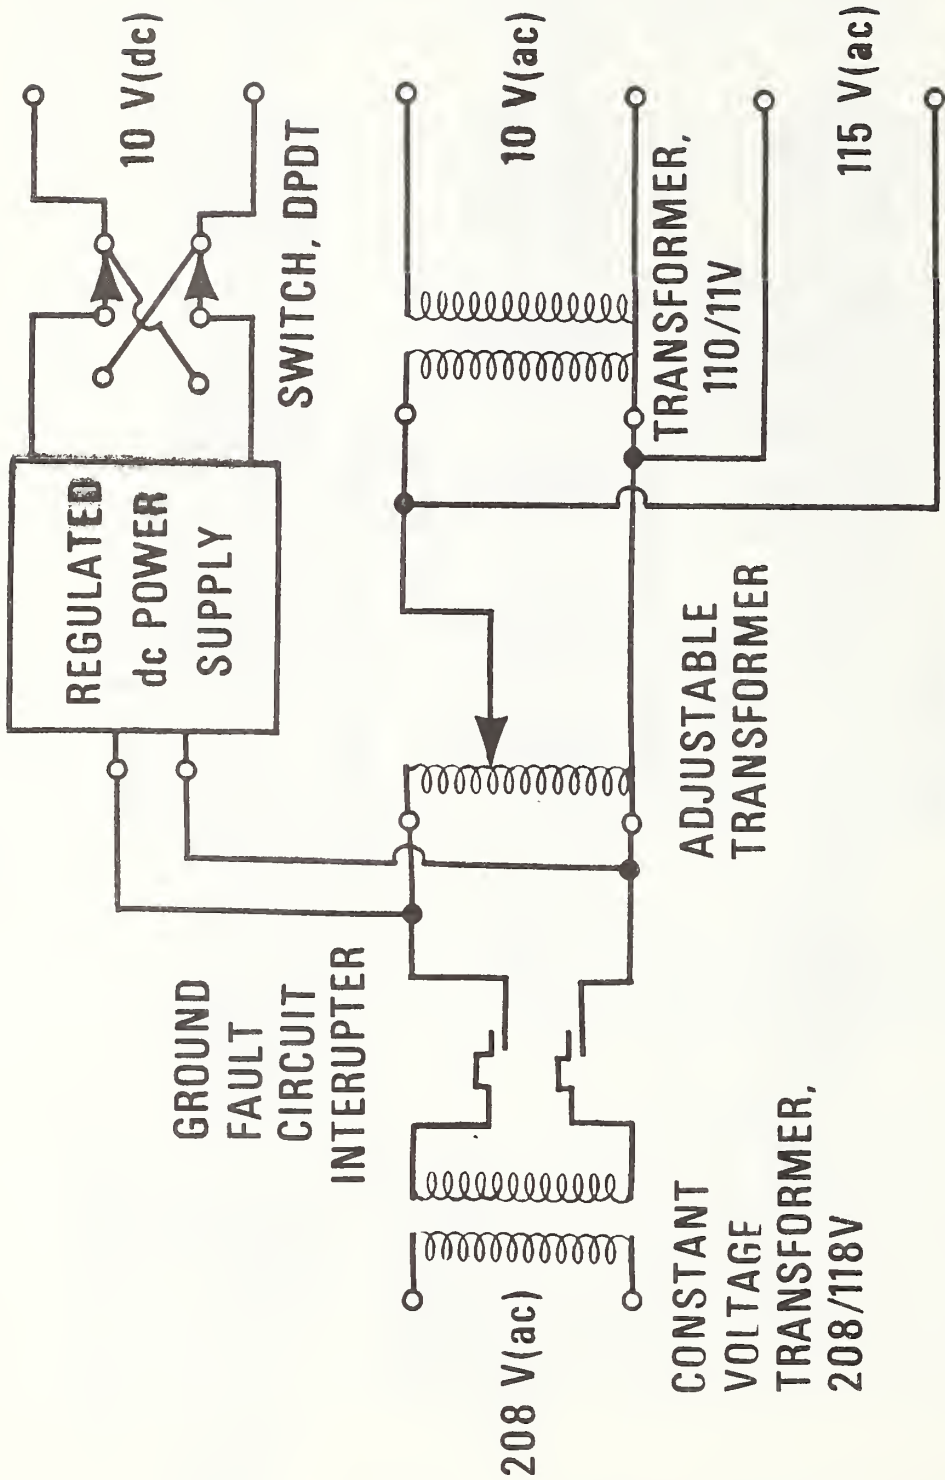 208 V(ac)
CONSTANT
VOLTAGE
TRANSFORMER,
208/118V
GROUND
FAULT
CIRCUIT
INTERUPTER
ADJUSTABLE
TRANSFORMER
REGULATED
dc POWER
SUPPLY
SWITCH, DPDT
10 V(dc)
TRANSFORMER,
110/11V
10 V(ac)
115 V(ac)